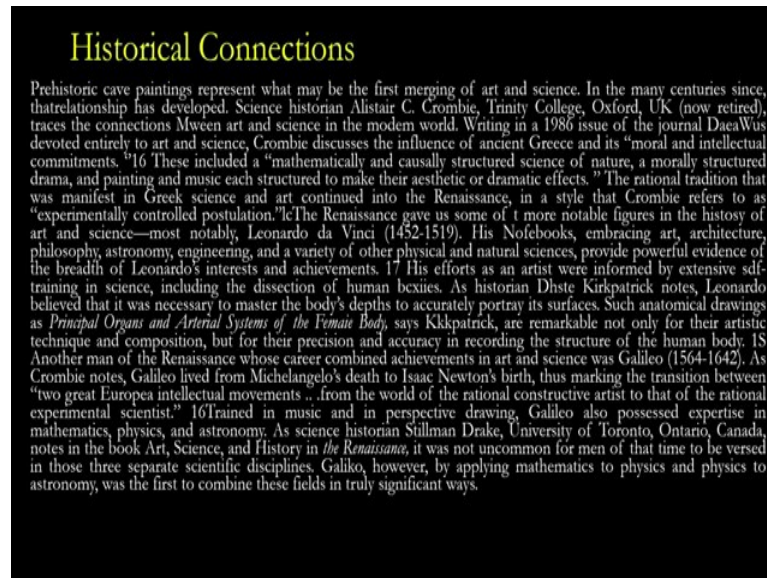 Historical Connections
Prehistoric cave paintings represent what may be the first merging of art and science. In the many centuries since,
thatrelationship has developed. Science historian Alistair C. Crombie, Trinity College, Oxford, UK (now retired),
traces the connections Mween art and science in the modem world. Writing in a 1986 issue of the journal DaeaWus
devoted entirely to art and science, Crombie discusses the influence of ancient Greece and its “moral and intellectual
commitments. ”16 These included a “mathematically and causally structured science of nature, a morally structured
drama, and painting and music each structured to make their aesthetic or dramatic effects. ” The rational tradition that
was manifest in Greek science and art continued into the Renaissance, in a style that Crombie refers to as
“experimentally controlled postulation.”lcThe Renaissance gave us some of t more notable figures in the histosy of
art and science—most notably, Leonardo da Vinci (1452-1519). His Nofebooks, embracing art, architecture,
philosophy, astronomy, engineering, and a variety of other physical and natural sciences, provide powerful evidence of
the breadth of Leonardo’s interests and achievements. 17 His efforts as an artist were informed by extensive sdf-
training in science, including the dissection of human bcxiies. As historian Dhste Kirkpatrick notes, Leonardo
believed that it was necessary to master the body’s depths to accurately portray its surfaces. Such anatomical drawings
as Principal Organs and Arterial Systems of the Femaie Body, says Kkkpatrick, are remarkable not only for their artistic
technique and composition, but for their precision and accuracy in recording the structure of the human body. 1S
Another man of the Renaissance whose career combined achievements in art and science was Galileo (1564-1642). As
Crombie notes, Galileo lived from Michelangelo’s death to Isaac Newton’s birth, thus marking the transition between
“two great Europea intellectual movements .. .from the world of the rational constructive artist to that of the rational
experimental scientist.” 16Trained in music and in perspective drawing, Galileo also possessed expertise in
mathematics, physics, and astronomy. As science historian Stillman Drake, University of Toronto, Ontario, Canada,
notes in the book Art, Science, and History in the Renaissance, it was not uncommon for men of that time to be versed
in those three separate scientific disciplines. Galiko, however, by applying mathematics to physics and physics to
astronomy, was the first to combine these fields in truly significant ways.